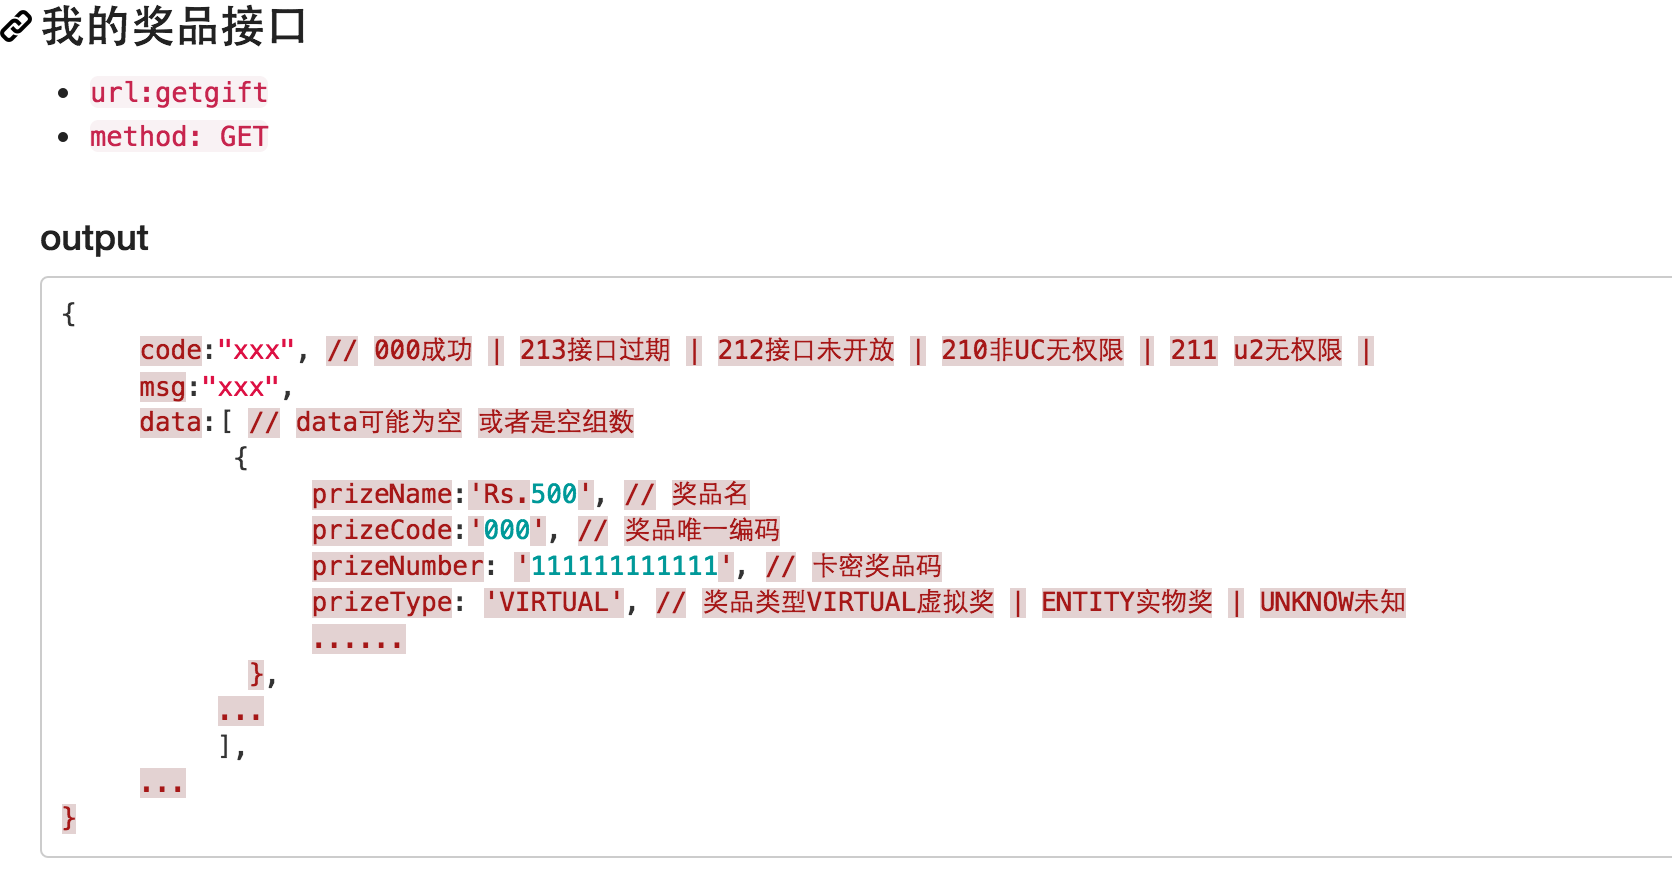 我的奖品接口
url:getgift
method: GET
output
{
code:"xxx", // 000成功 | 213接口过期 | 212接口未开放 | 210非UC无权限 | 211 u2无权限 |
msg:"xxx",
data:[ // data可能为空 或者是空组数
{
prizeName:'Rs.500', // 奖品名
prizeCode:'000', // 奖品唯一编码
prizeNumber: '111111111111', // 卡密奖品码
prizeType: 'VIRTUAL', // 奖品类型VIRTUAL虚拟奖 | ENTITY实物奖 | UNKNOW未知
......
},
...
],
...
}